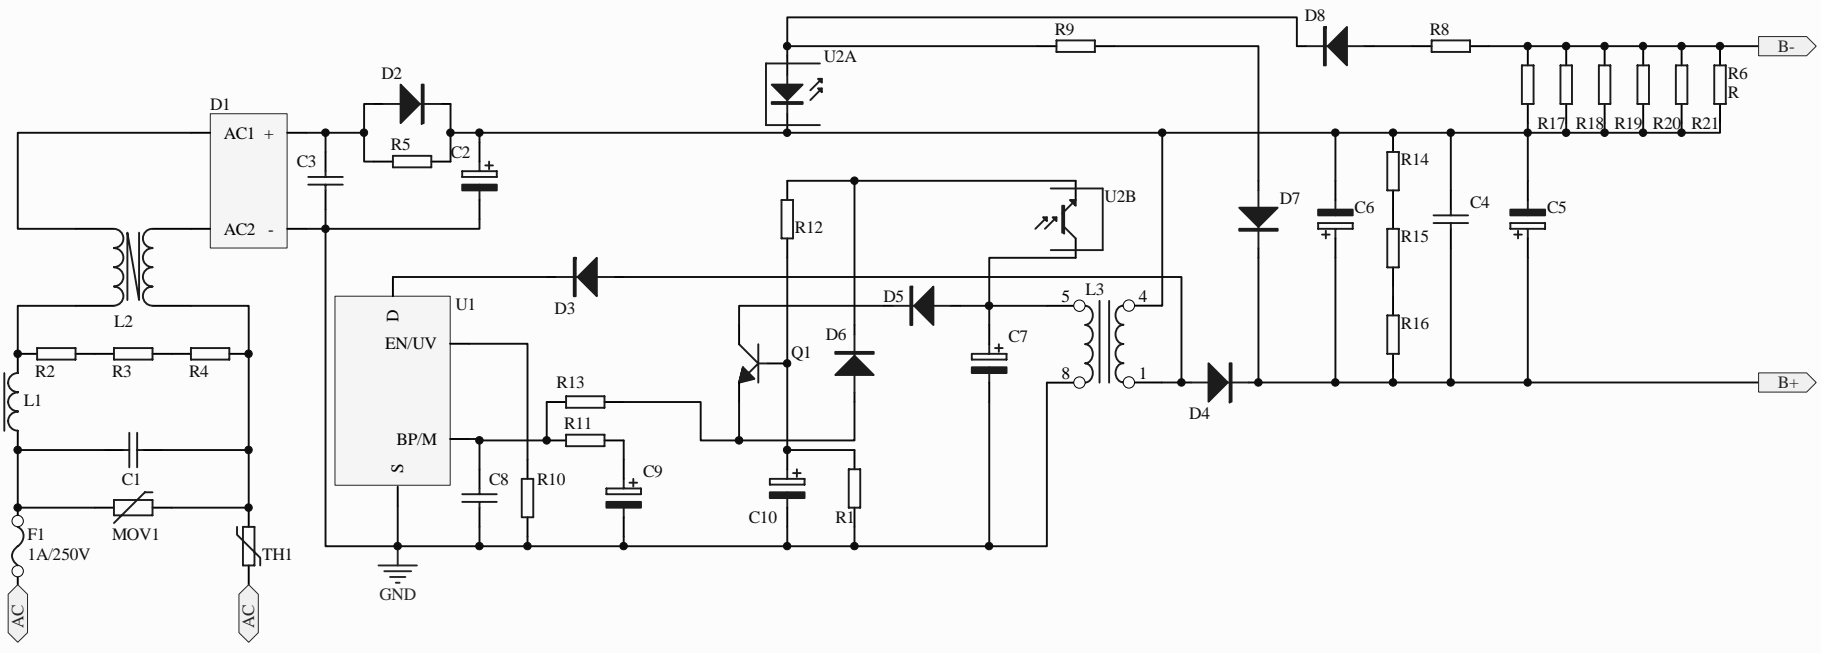 D8
R9
R8
B-
U2A
D2
R6
R
D1
AC1 +
R5
C2
R17
R18
R19
R20
R21
C3
R14
U2B
D7
C6
C4
C5
AC2 -
R12
R15
L3
D3
U1
D5
5
4
L2
D
EN/UV
D6
C7
R16
Q1
R2
R3
R4
8
1
B+
R13
D4
L1
R11
BP/M
S
C1
C8
R10
C9
C10
R1
F1
1A/250V
MOV1
TH1
GND
AC
AC
+
+
+
+
+
+
+